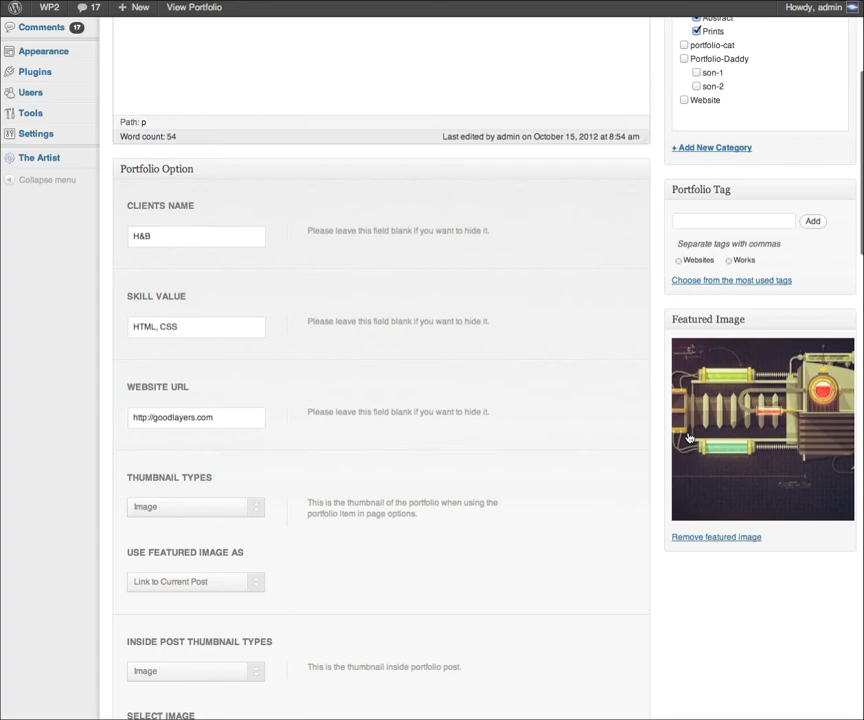 WP2
17
New
View Portfolio
Howdy, admin
Comments 17
Appearance
Plugins
Users
Tools
Settings
The Artist
Collapse menu
Path: p
Word count: 54
Last edited by admin on October 15, 2012 at 8:54 am
Portfolio Option
CLIENTS NAME
H&B
Please leave this field blank if you want to hide it.
SKILL VALUE
HTML, CSS
Please leave this field blank if you want to hide it.
WEBSITE URL
http://goodlayers.com
Please leave this field blank if you want to hide it.
THUMBNAIL TYPES
Image
This is the thumbnail of the portfolio when using the
portfolio item in page options.
USE FEATURED IMAGE AS
Link to Current Post
INSIDE POST THUMBNAIL TYPES
Image
This is the thumbnail inside portfolio post.
SELECT IMAGE
Abstract
Prints
portfolio-cat
Portfolio-Daddy
son-1
son-2
Website
+ Add New Category
Portfolio Tag
Add
Separate tags with commas
Websites
Works
Choose from the most used tags
Featured Image
Remove featured image